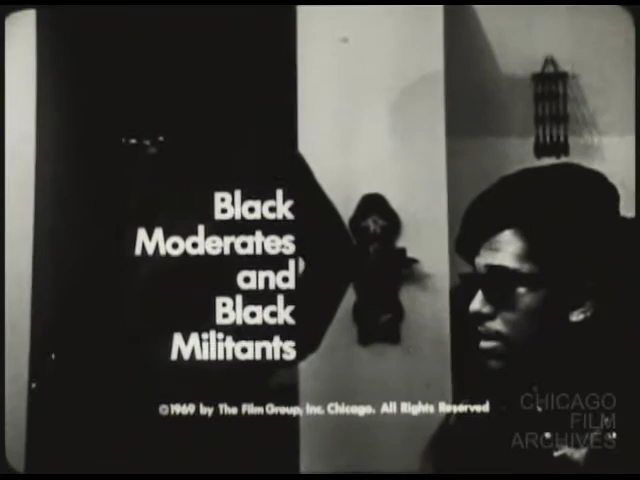 Black
Moderates
and
Black
Militants
©1969 by The Film Group, Inc. Chicago. All Rights Reserved
CHICAGO
FILM
ARCHIVES